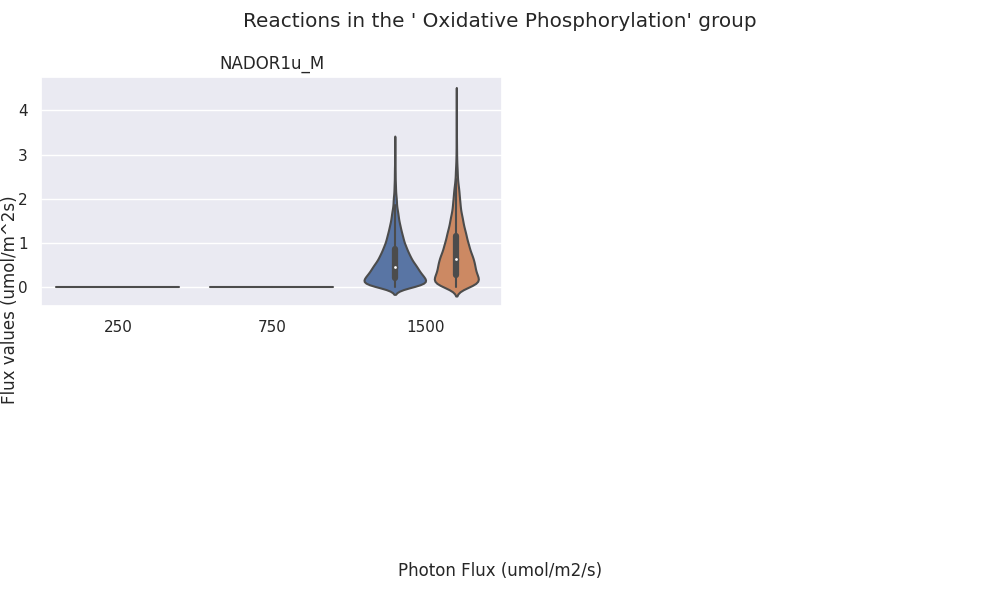 Reactions in the ' Oxidative Phosphorylation' group
NADOR1u_M
4
3
2
1
0
250 750 1500
Flux values (umol/m^2s)
Photon Flux (umol/m2/s)